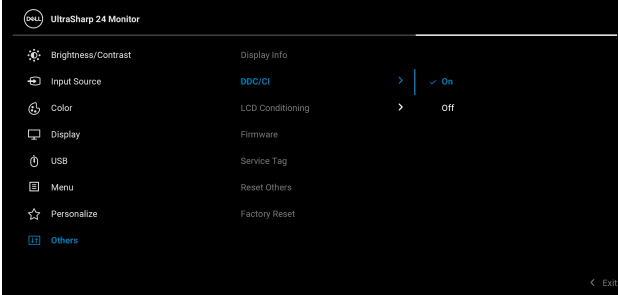 DELL UltraSharp 24 Monitor
Brightness/Contrast Display Info
Input Source DDC/CI On
Color LCD Conditioning Off
Display Firmware
USB Service Tag
Menu Reset Others
Personalize Factory Reset
Others
Exit